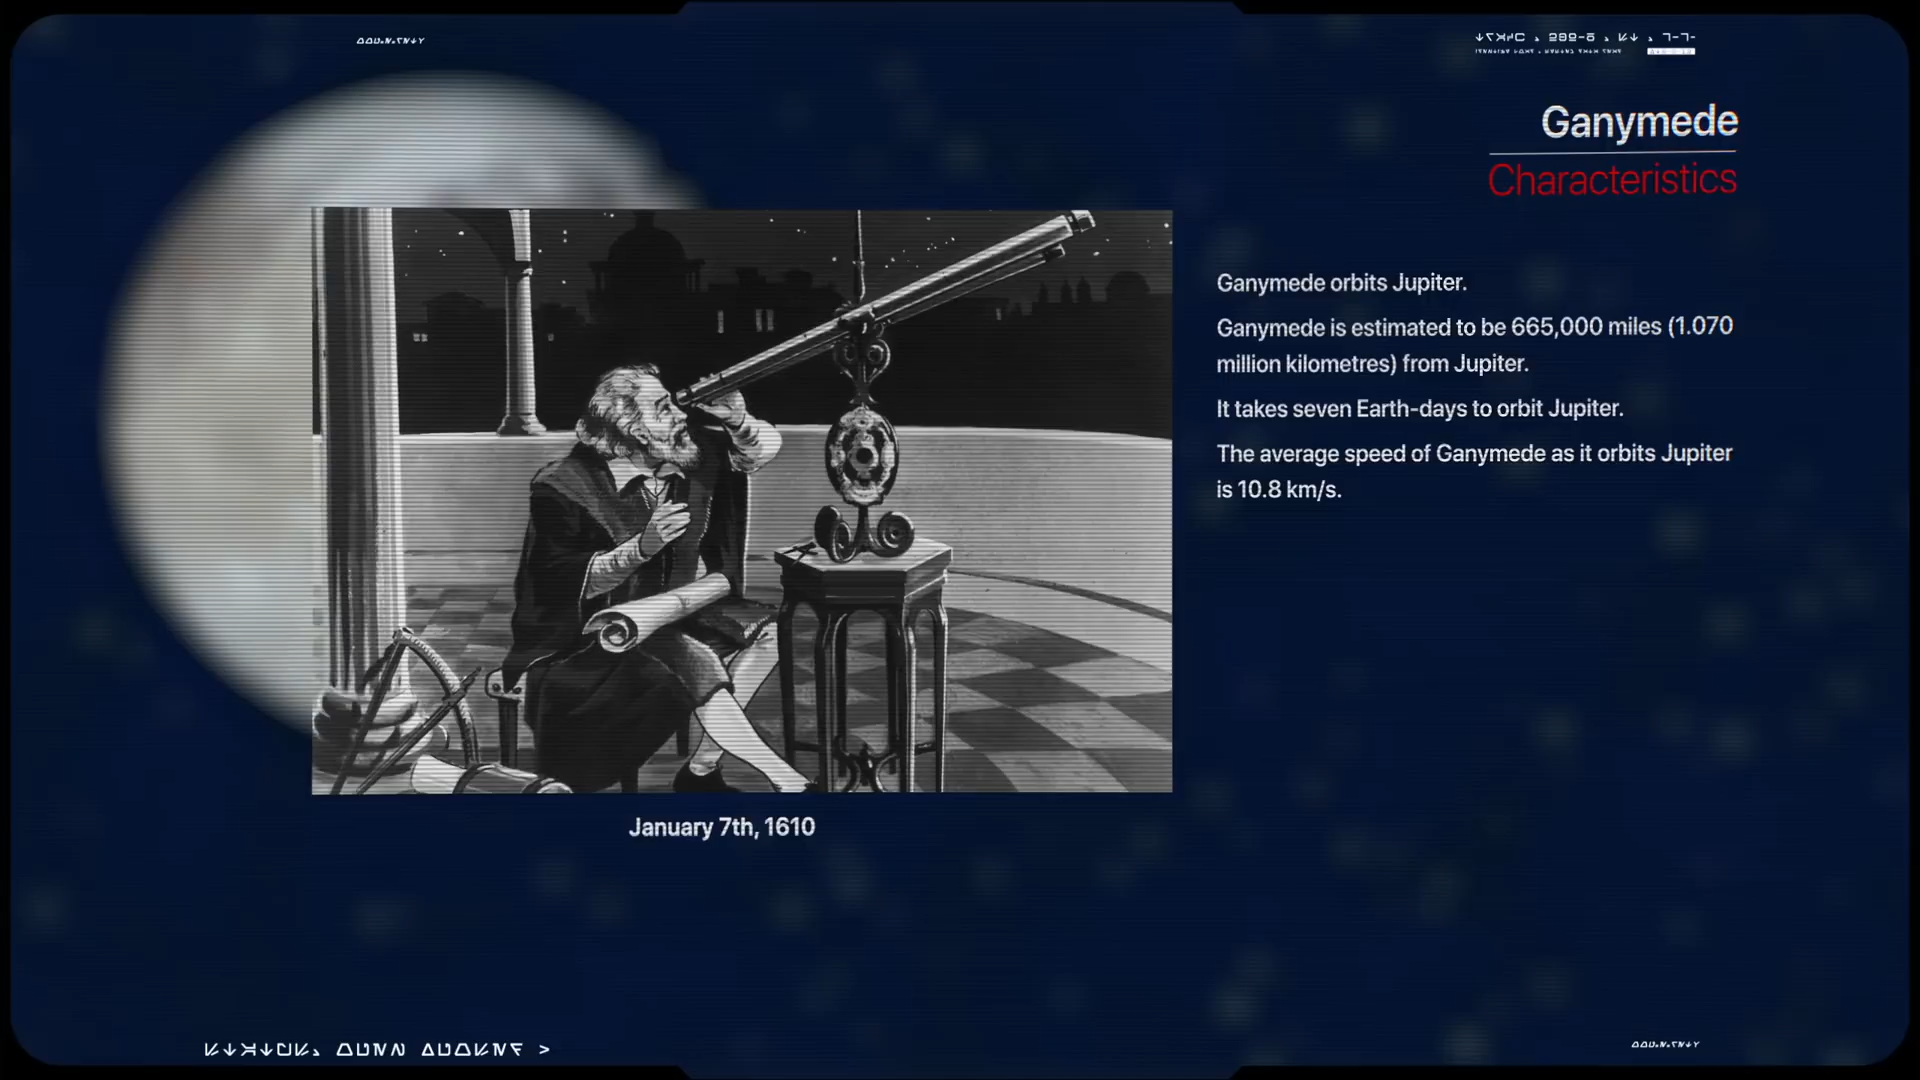 Ganymede
Characteristics
Ganymede orbits Jupiter.
Ganymede is estimated to be 665,000 miles (1.070
million kilometres) from Jupiter.
It takes seven Earth-days to orbit Jupiter.
The average speed of Ganymede as it orbits Jupiter
is 10.8 km/s.
January 7th, 1610